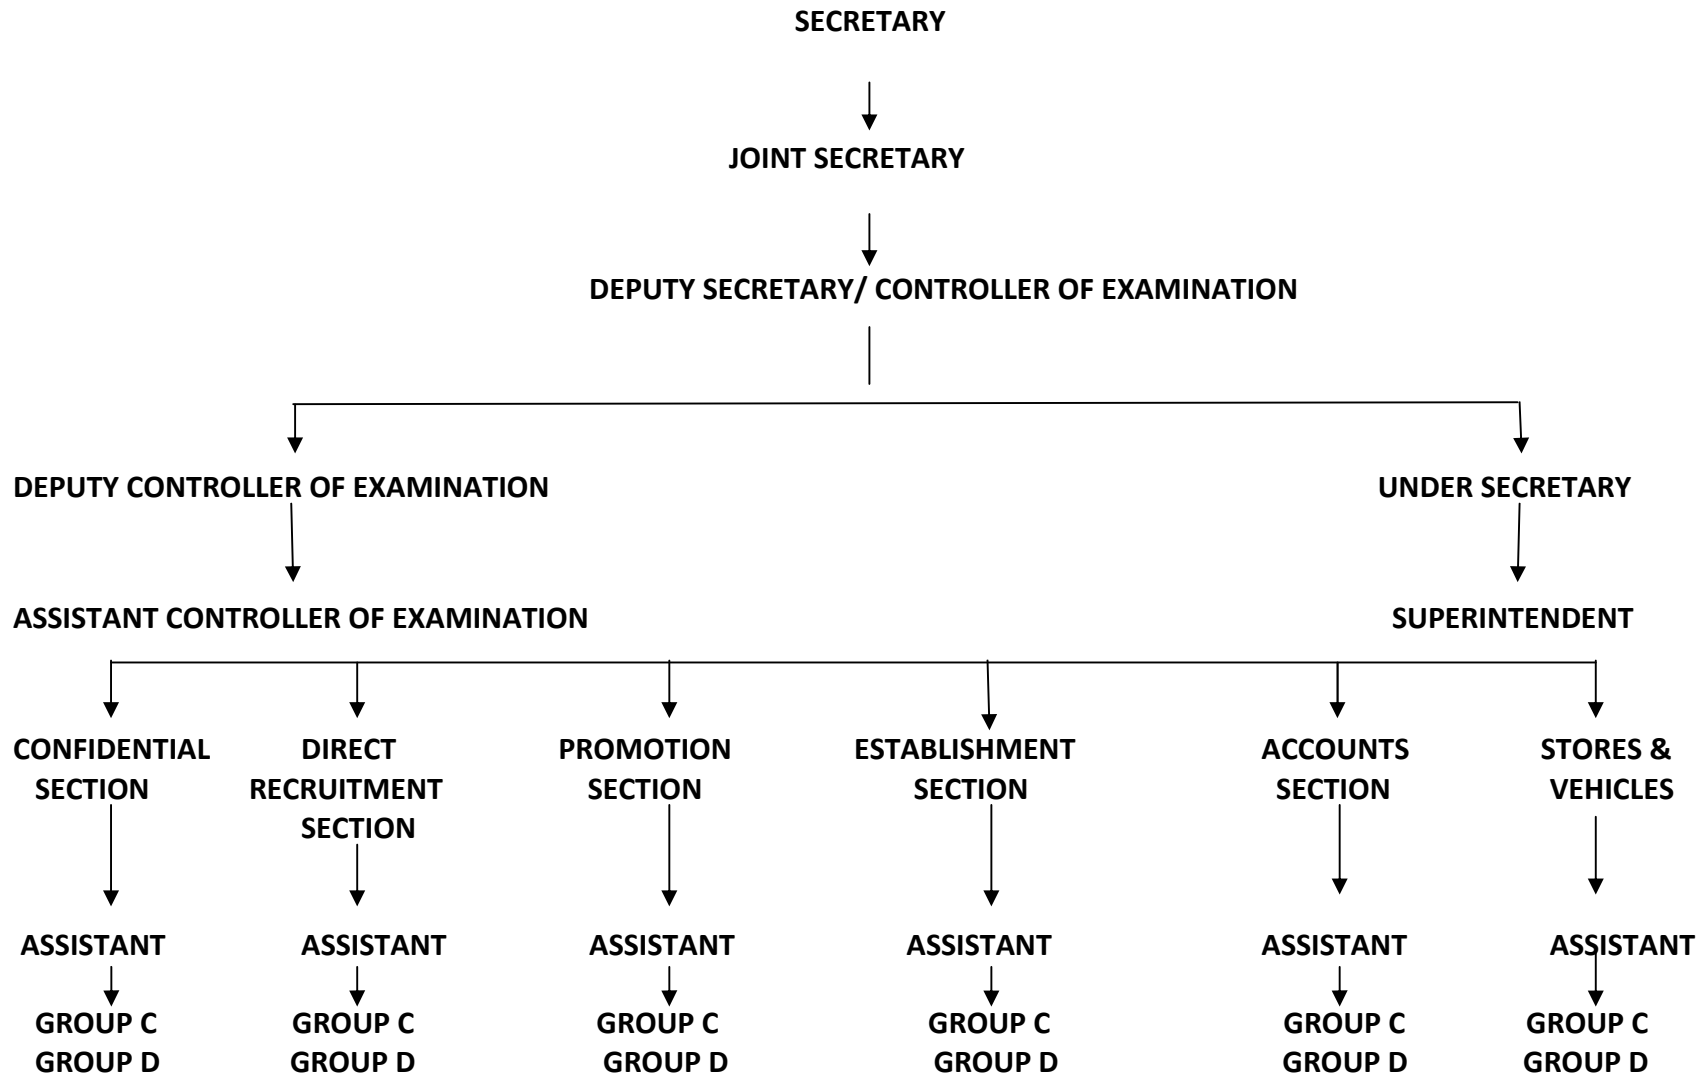 SECRETARY
JOINT SECRETARY
DEPUTY SECRETARY/ CONTROLLER OF EXAMINATION
DEPUTY CONTROLLER OF EXAMINATION
UNDER SECRETARY
ASSISTANT CONTROLLER OF EXAMINATION
SUPERINTENDENT
CONFIDENTIAL
SECTION
DIRECT
RECRUITMENT
SECTION
PROMOTION
SECTION
ESTABLISHMENT
SECTION
ACCOUNTS
SECTION
STORES &
VEHICLES
ASSISTANT
ASSISTANT
ASSISTANT
ASSISTANT
ASSISTANT
ASSISTANT
GROUP C
GROUP D
GROUP C
GROUP D
GROUP C
GROUP D
GROUP C
GROUP D
GROUP C
GROUP D
GROUP C
GROUP D